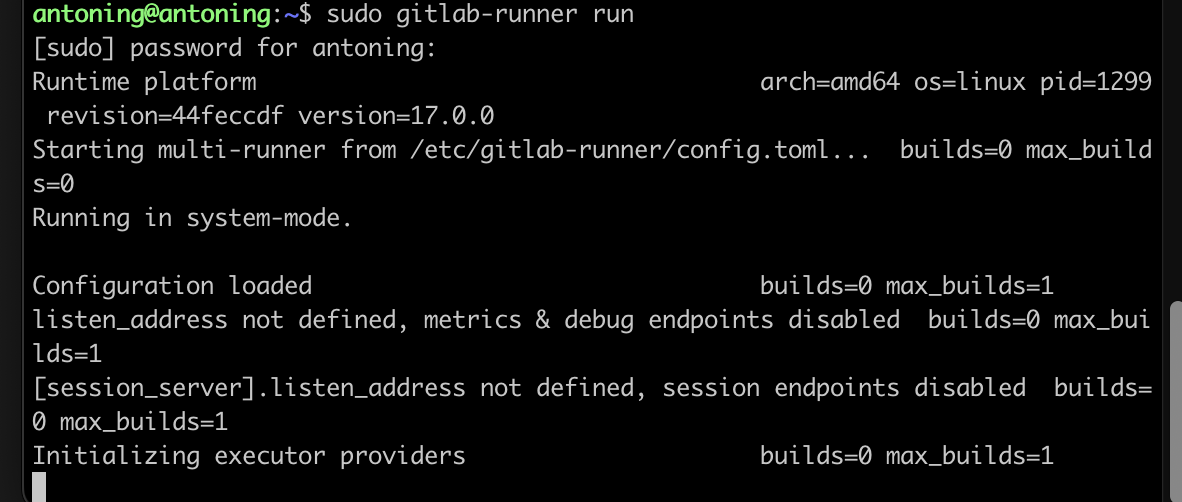 antoning@antoning:~$ sudo gitlab-runner run
[sudo] password for antoning:
Runtime platform                                    arch=amd64 os=linux pid=1299
 revision=44feccdf version=17.0.0
Starting multi-runner from /etc/gitlab-runner/config.toml...  builds=0 max_build
s=0
Running in system-mode.

Configuration loaded                                builds=0 max_builds=1
listen_address not defined, metrics & debug endpoints disabled  builds=0 max_bui
lds=1
[session_server].listen_address not defined, session endpoints disabled  builds=
0 max_builds=1
Initializing executor providers                     builds=0 max_builds=1